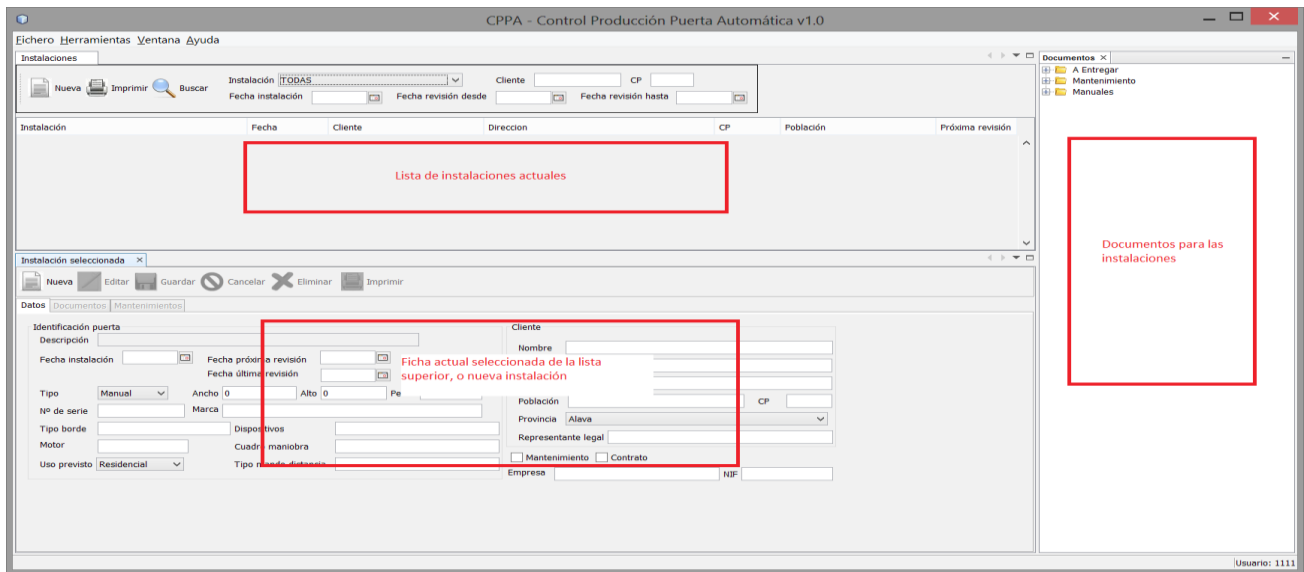 CPPA - Control Producción Puerta Automática v1.0
Fichero Herramientas Ventana Ayuda
Instalaciones
Nueva Imprimir Buscar
Instalación TODAS Cliente CP
Fecha instalación Fecha revisión desde Fecha revisión hasta
Instalación Fecha Cliente Direccion CP Población Próxima revisión
Lista de instalaciones actuales
Instalación seleccionada
Nueva Editar Guardar Cancelar Eliminar Imprimir
Datos Documentos Mantenimientos
Identificación puerta
Descripción
Fecha instalación Fecha próxima revisión
Fecha última revisión
Tipo Manual Ancho 0 Alto 0 Pe
Nº de serie Marca
Tipo borde Dispositivos
Motor Cuadro maniobra
Uso previsto Residencial Tipo mando distancia
Ficha actual seleccionada de la lista
superior, o nueva instalación
Cliente
Nombre
Población CP
Provincia Alava
Representante legal
Mantenimiento Contrato
Empresa NIF
Documentos
A Entregar
Mantenimiento
Manuales
Documentos para las
instalaciones
Usuario: 1111